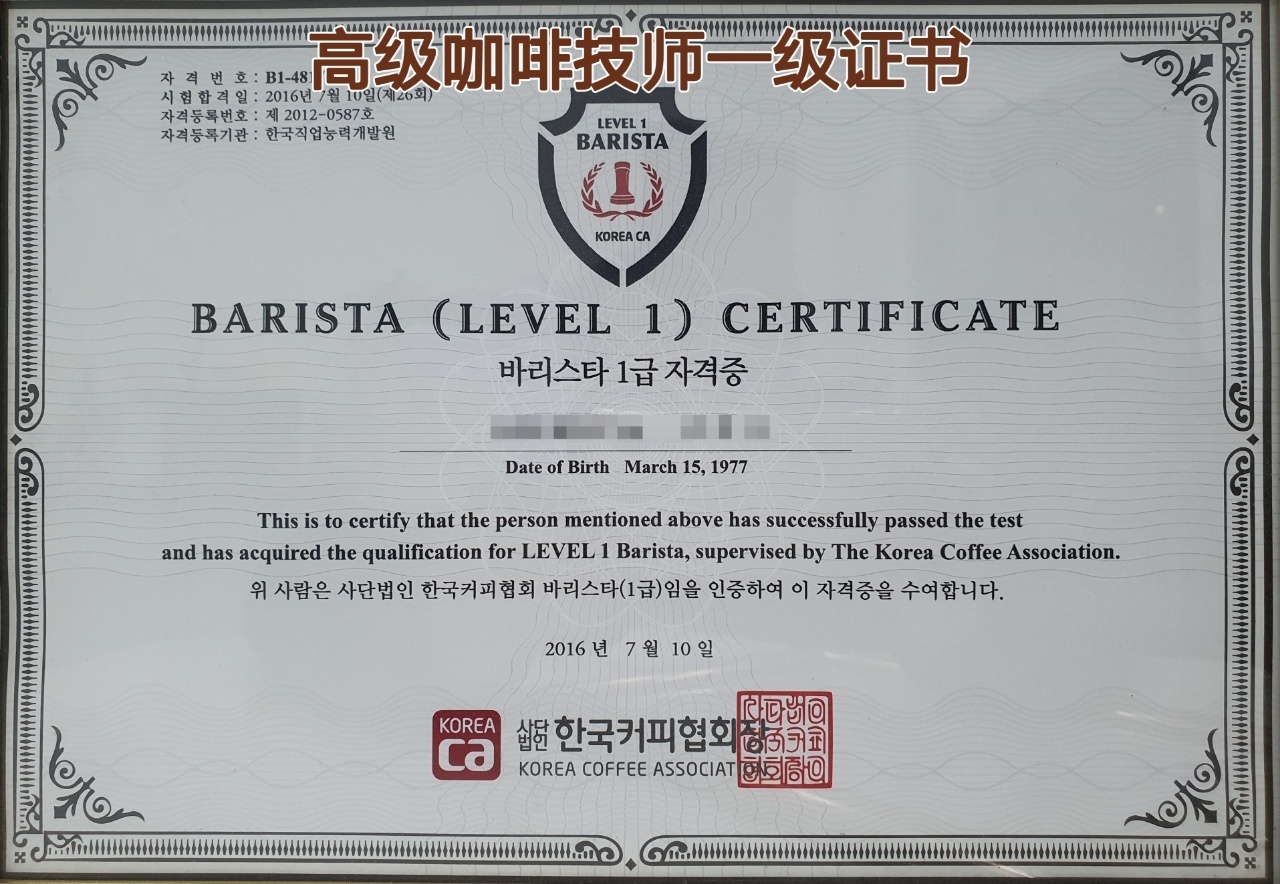 高级咖啡技师一级证书
자 격 번 호 : B1-481
시험합격일 : 2016년 7월 10일(제26회)
자격등록번호 : 제 2012-0587호
자격등록기관 : 한국직업능력개발원
LEVEL 1
BARISTA
KOREA CA
BARISTA (LEVEL 1) CERTIFICATE
바리스타 1급 자격증
Date of Birth March 15, 1977
This is to certify that the person mentioned above has successfully passed the test
and has acquired the qualification for LEVEL 1 Barista, supervised by The Korea Coffee Association.
위 사람은 사단법인 한국커피협회 바리스타(1급)임을 인증하여 이 자격증을 수여합니다.
2016 년 7 월 10 일
KOREA
ca
사단
법인 한국커피협회장
KOREA COFFEE ASSOCIATION